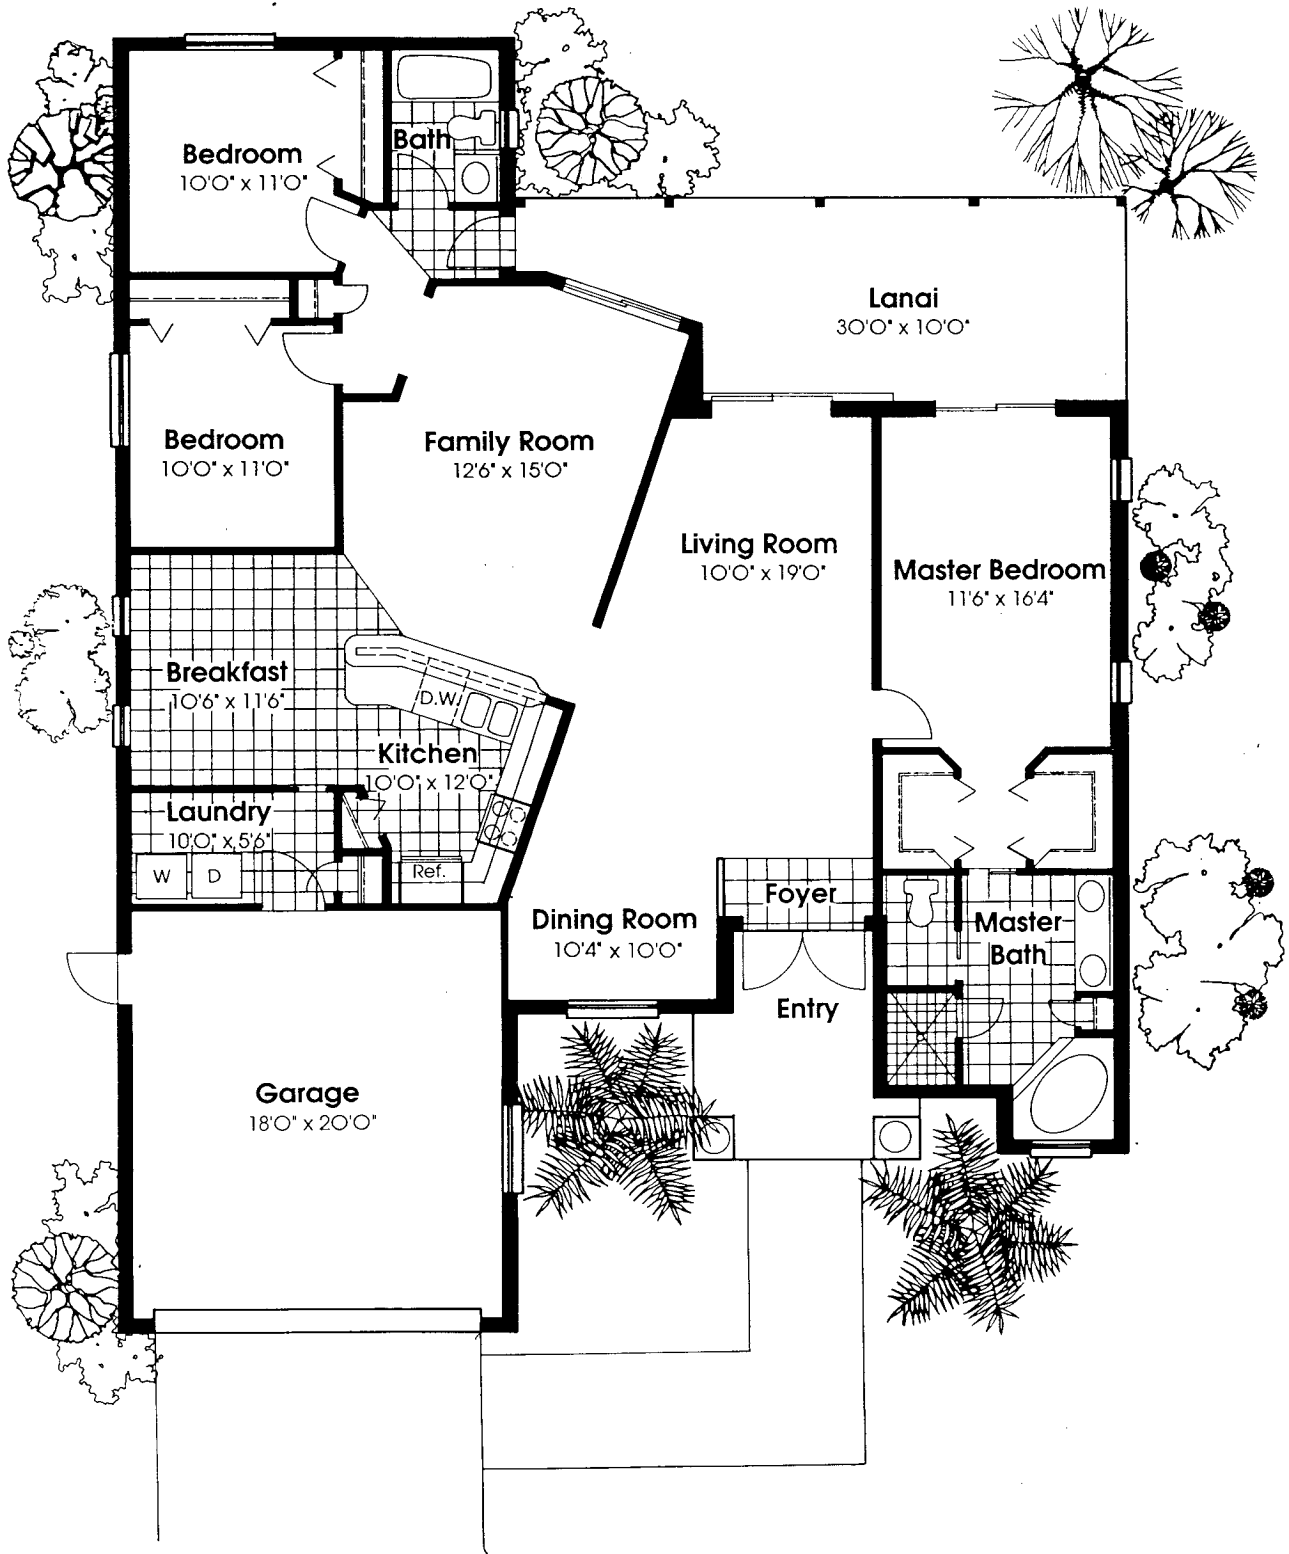 Bedroom
10'0" x 11'0"
Bath
Lanai
30'0" x 10'0"
Bedroom
10'0" x 11'0"
Family Room
12'6" x 15'0"
Living Room
10'0" x 19'0"
Master Bedroom
11'6" x 16'4"
Breakfast
10'6" x 11'6"
D.W.
Kitchen
10'0" x 12'0"
Laundry
10'0" x 5'6"
W
D
Ref.
Foyer
Dining Room
10'4" x 10'0"
Master
Bath
Entry
Garage
18'0" x 20'0"